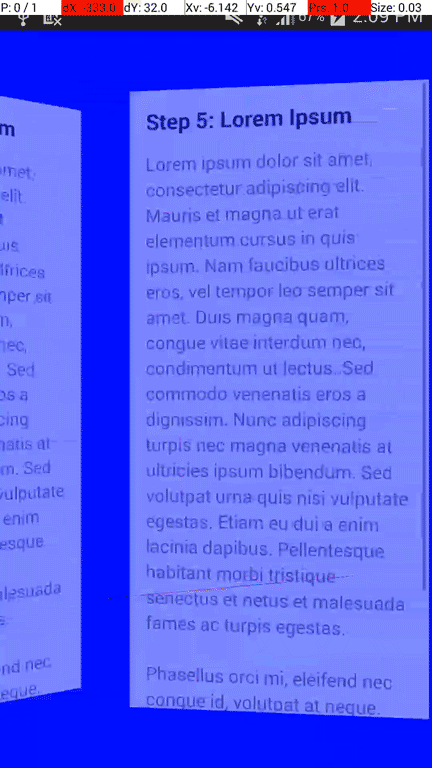 P: 0 / 1 dX: -333.0 dY: 32.0 Xv: -6.142 Yv: 0.547 Prs: 1.0 Size: 0.03
67% 2:09 PM
m
Step 5: Lorem Ipsum
amet,
elit.
us
ltrices
mper sit
m,
nec,
Sed
os a
cing
natis at
m. Sed
vulputate
enim
esque
alesuada
nd nec
eque.
Lorem ipsum dolor sit amet,
consectetur adipiscing elit.
Mauris et magna ut erat
elementum cursus in quis
ipsum. Nam faucibus ultrices
eros, vel tempor leo semper sit
amet. Duis magna quam,
congue vitae interdum nec,
condimentum ut lectus. Sed
commodo venenatis eros a
dignissim. Nunc adipiscing
turpis nec magna venenatis at
ultricies ipsum bibendum. Sed
volutpat urna quis nisi vulputate
egestas. Etiam eu dui a enim
lacinia dapibus. Pellentesque
habitant morbi tristique
senectus et netus et malesuada
fames ac turpis egestas.
Phasellus orci mi, eleifend nec
congue id, volutpat at neque.